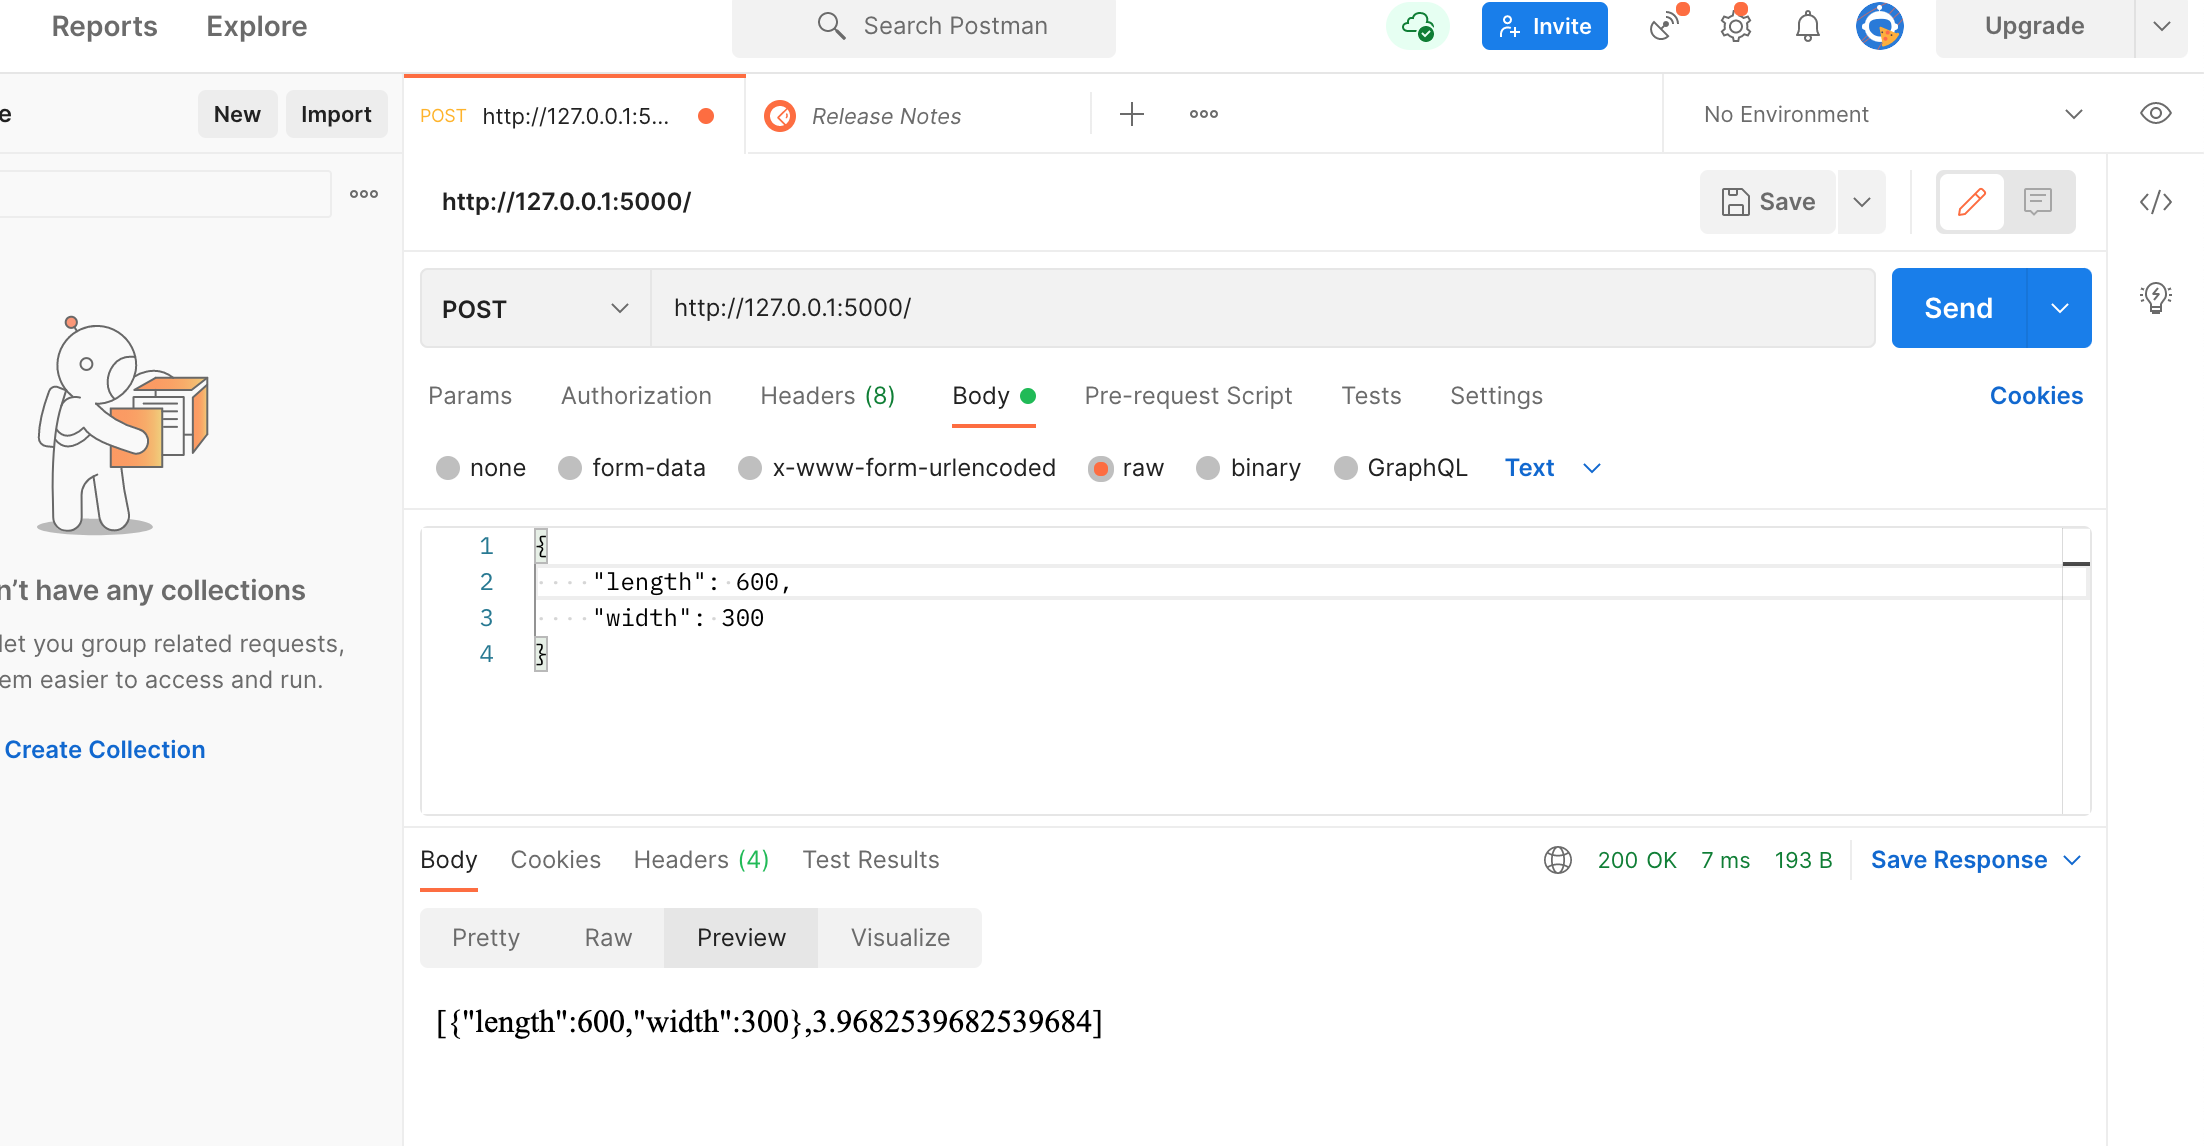 Reports Explore Search Postman Invite Upgrade
e New Import POST http://127.0.0.1:5... Release Notes No Environment
http://127.0.0.1:5000/ Save
POST http://127.0.0.1:5000/ Send
Params Authorization Headers (8) Body Pre-request Script Tests Settings Cookies
none form-data x-www-form-urlencoded raw binary GraphQL Text
1 {
2 "length": 600,
3 "width": 300
4 }
n't have any collections
let you group related requests,
em easier to access and run.
Create Collection
Body Cookies Headers (4) Test Results 200 OK 7 ms 193 B Save Response
Pretty Raw Preview Visualize
[{"length":600,"width":300},3.9682539682539684]